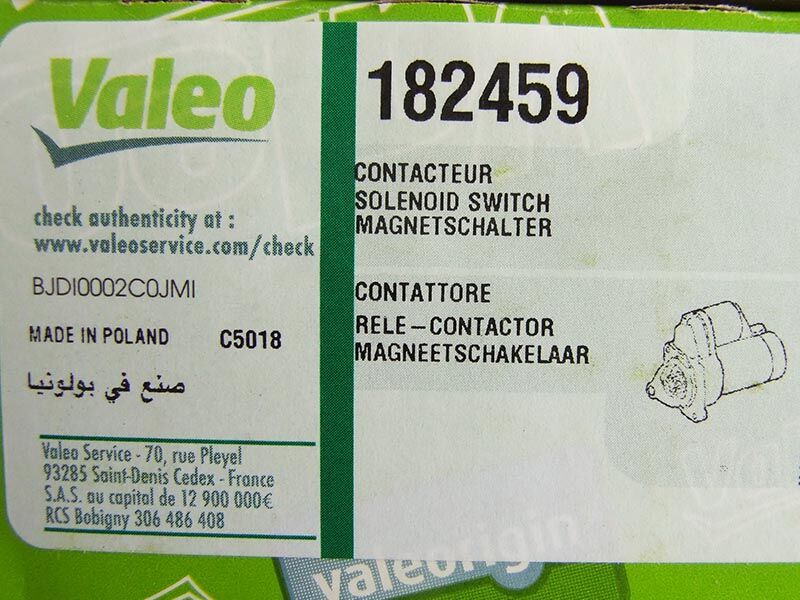 Valeo
check authenticity at :
www.valeoservice.com/check
BJDI0002C0JMI
MADE IN POLAND C5018
صنع في بولونيا
Valeo Service - 70, rue Pleyel
93285 Saint-Denis Cedex - France
S.A.S. au capital de 12 900 000€
RCS Bobigny 306 486 408
182459
CONTACTEUR
SOLENOID SWITCH
MAGNETSCHALTER
CONTATTORE
RELE-CONTACTOR
MAGNEETSCHAKELAAR
valeorigin